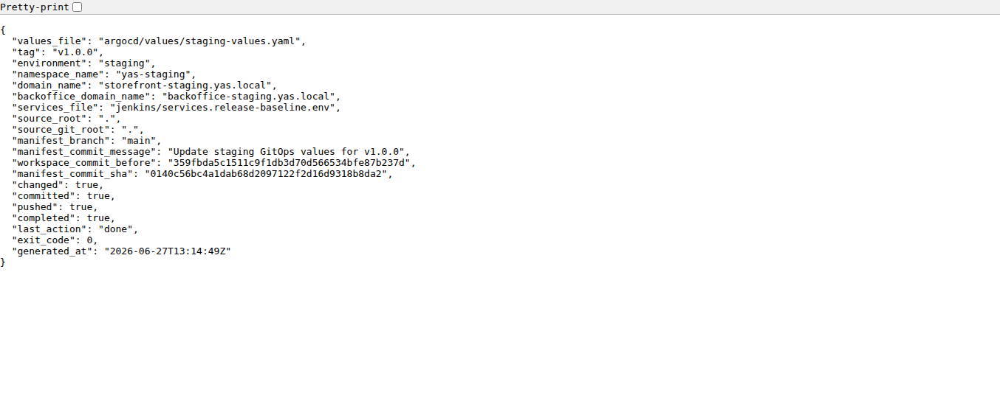 Pretty-print
{
  "values_file": "argocd/values/staging-values.yaml",
  "tag": "v1.0.0",
  "environment": "staging",
  "namespace_name": "yas-staging",
  "domain_name": "storefront-staging.yas.local",
  "backoffice_domain_name": "backoffice-staging.yas.local",
  "services_file": "jenkins/services.release-baseline.env",
  "source_root": ".",
  "source_git_root": ".",
  "manifest_branch": "main",
  "manifest_commit_message": "Update staging GitOps values for v1.0.0",
  "workspace_commit_before": "359fbda5c1511c9f1db3d70d566534bfe87b237d",
  "manifest_commit_sha": "0140c56bc4a1dab68d2097122f2d16d9318b8da2",
  "changed": true,
  "committed": true,
  "pushed": true,
  "completed": true,
  "last_action": "done",
  "exit_code": 0,
  "generated_at": "2026-06-27T13:14:49Z"
}